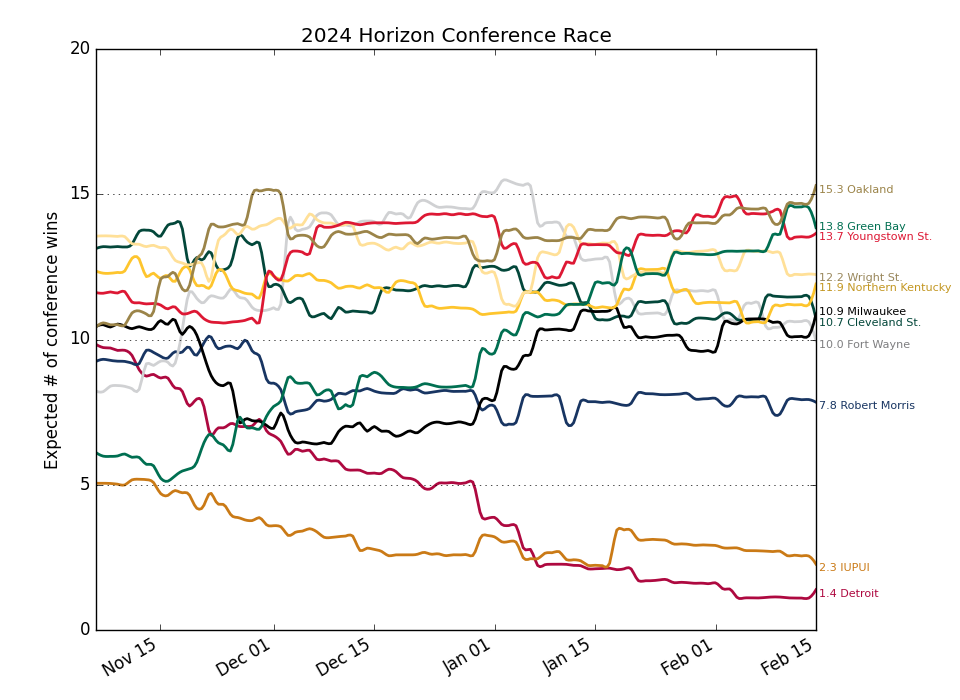 2024 Horizon Conference Race
Expected # of conference wins
20
15
10
5
0
Nov 15
Dec 01
Dec 15
Jan 01
Jan 15
Feb 01
Feb 15
15.3 Oakland
13.8 Green Bay
13.7 Youngstown St.
12.2 Wright St.
11.9 Northern Kentucky
10.9 Milwaukee
10.7 Cleveland St.
10.0 Fort Wayne
7.8 Robert Morris
2.3 IUPUI
1.4 Detroit